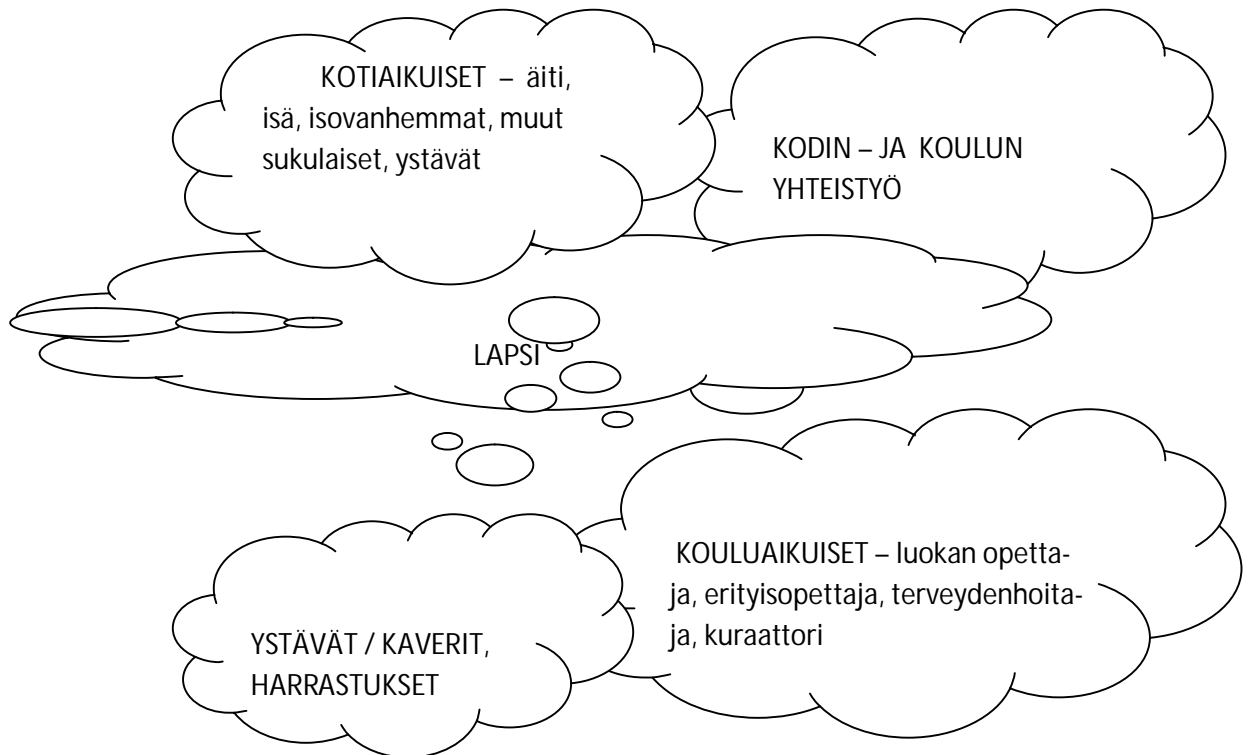 KOTIAIKUISET – äiti,
isä, isovanhemmat, muut
sukulaiset, ystävät
KODIN – JA KOULUN
YHTEISTYÖ
LAPSI
KOULUAIKUISET – luokan opetta-
ja, erityisopettaja, terveydenhoita-
ja, kuraattori
YSTÄVÄT / KAVERIT,
HARRASTUKSET